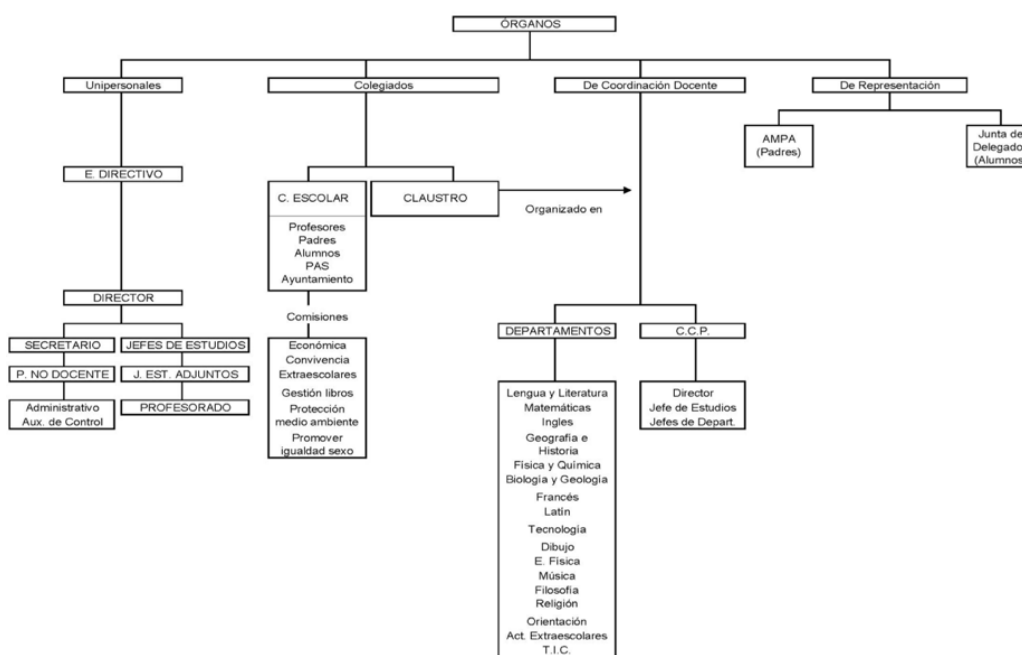 ÓRGANOS
Unipersonales
Colegiados
De Coordinación Docente
De Representación
AMPA
(Padres)
Junta de
Delegado
(Alumnos
E. DIRECTIVO
C. ESCOLAR
CLAUSTRO
Organizado en
Profesores
Padres
Alumnos
PAS
Ayuntamiento
DIRECTOR
Comisiones
SECRETARIO
JEFES DE ESTUDIOS
P. NO DOCENTE
J. EST. ADJUNTOS
Administrativo
Aux. de Control
PROFESORADO
Económica
Convivencia
Extraescolares
Gestión libros
Protección
medio ambiente
Promover
igualdad sexo
DEPARTAMENTOS
C.C.P.
Lengua y Literatura
Matemáticas
Ingles
Geografía e
Historia
Física y Química
Biología y Geología
Francés
Latín
Tecnología
Dibujo
E. Física
Música
Filosofía
Religión
Orientación
Act. Extraescolares
T.I.C.
Director
Jefe de Estudios
Jefes de Depart.